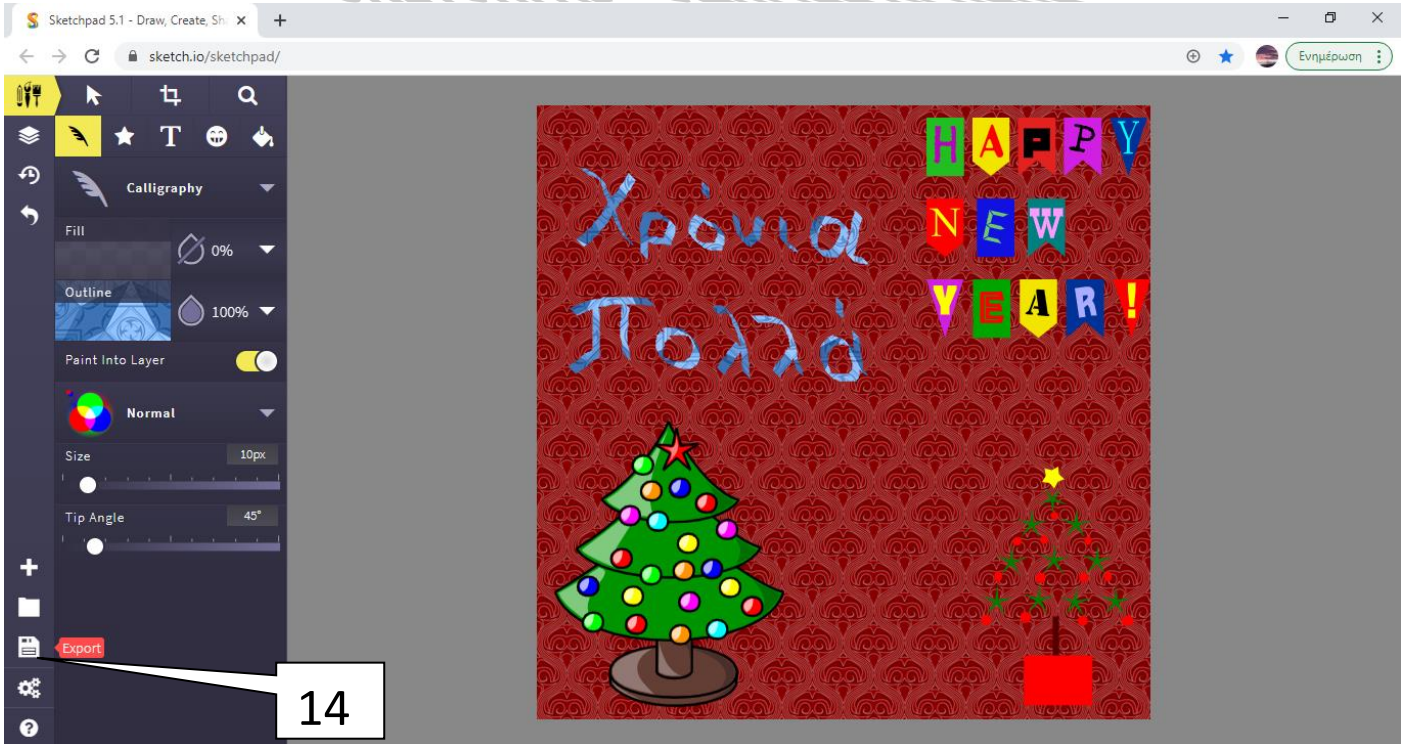 Sketchpad 5.1 - Draw, Create, Sh
sketch.io/sketchpad/
Ενημέρωση
T
Calligraphy
Fill
0%
Outline
100%
Paint Into Layer
Normal
Size
10px
Tip Angle
45°
Export
14
Χρόνια
Πολλά
HAPPY
NEW
YEAR!